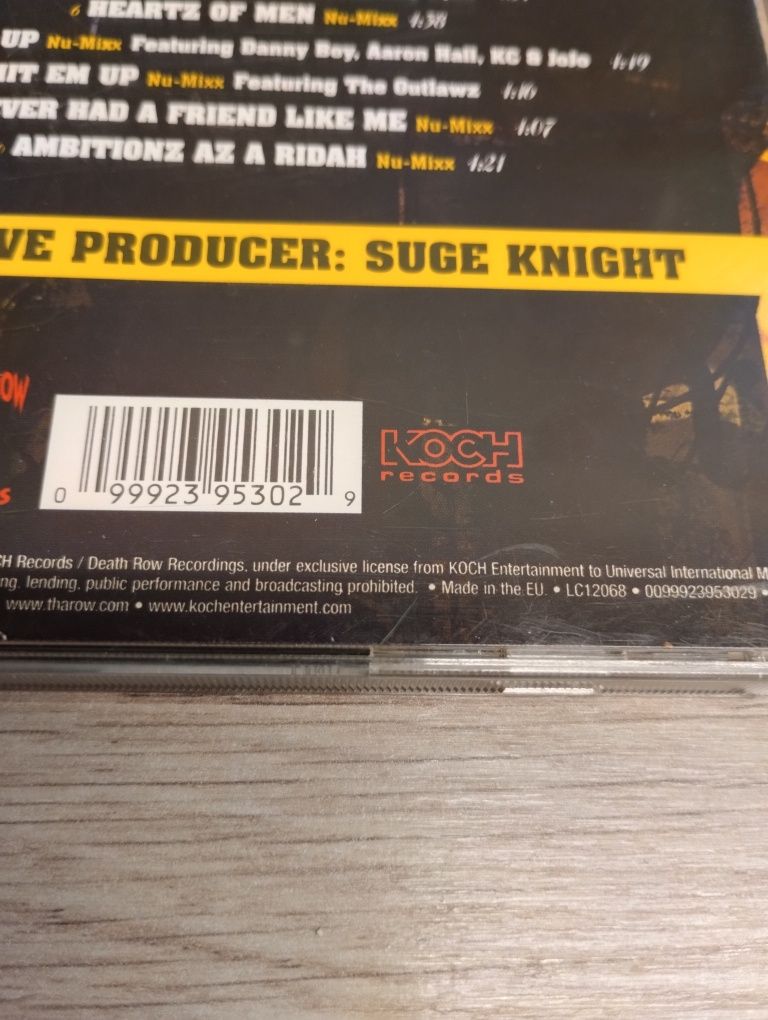 6 HEARTZ OF MEN Nu-Mixx 4:38
UP Nu-Mixx Featuring Danny Boy, Aaron Hall, KC & JoJo 4:19
HIT EM UP Nu-Mixx Featuring The Outlawz 4:16
VER HAD A FRIEND LIKE ME Nu-Mixx 4:07
AMBITIONZ AZ A RIDAH Nu-Mixx 4:21
VE PRODUCER: SUGE KNIGHT
OW
S
0 99923 95302 9
KOCH
records
CH Records / Death Row Recordings, under exclusive license from KOCH Entertainment to Universal International M
ng, lending, public performance and broadcasting prohibited. • Made in the EU • LC12068 • 0099923953029 •
www.tharow.com • www.kochentertainment.com